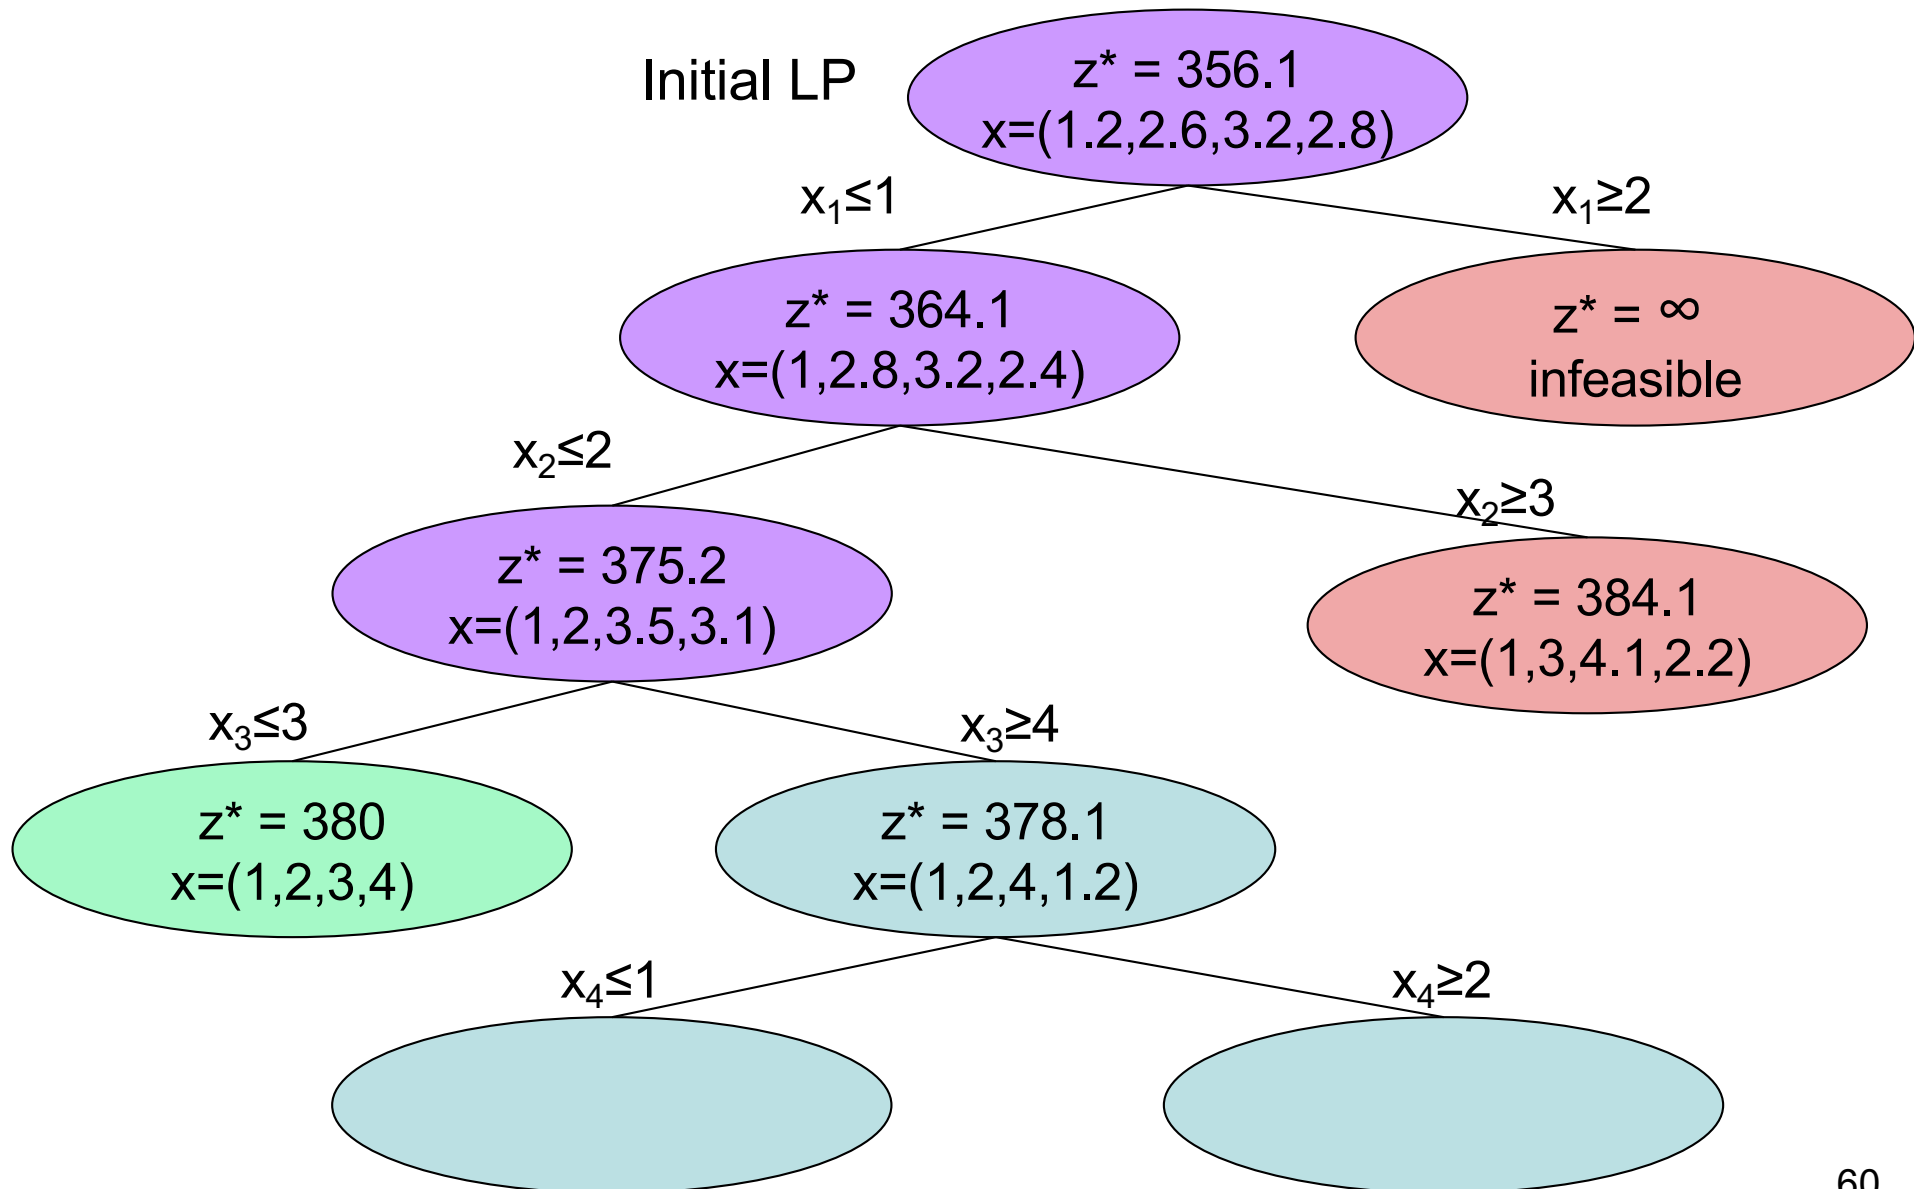 Initial LP
z* = 356.1
x=(1.2,2.6,3.2,2.8)
x₁≤1
x₁≥2
z* = 364.1
x=(1,2.8,3.2,2.4)
z* = ∞
infeasible
x₂≤2
x₂≥3
z* = 375.2
x=(1,2,3.5,3.1)
z* = 384.1
x=(1,3,4.1,2.2)
x₃≤3
x₃≥4
z* = 380
x=(1,2,3,4)
z* = 378.1
x=(1,2,4,1.2)
x₄≤1
x₄≥2
60